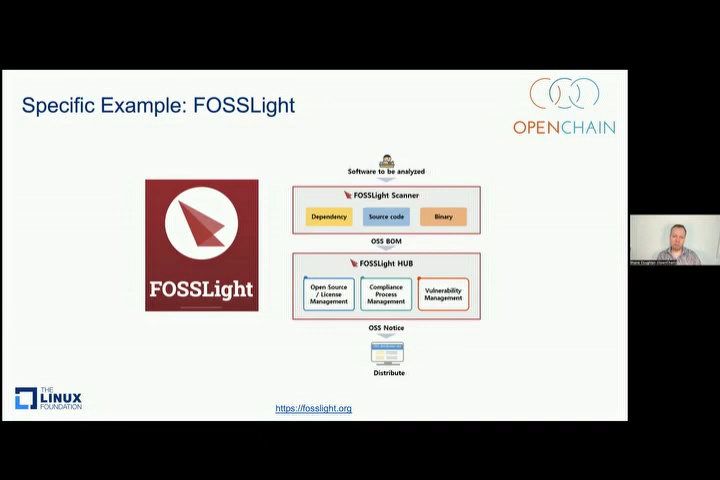 Specific Example: FOSSLight
OPENCHAIN
Software to be analyzed
FOSSLight Scanner
Dependency
Source code
Binary
OSS BOM
FOSSLight HUB
Open Source
/ License
Management
Compliance
Process
Management
Vulnerability
Management
OSS Notice
Distribute
FOSSLight
THE
LINUX
FOUNDATION
https://fosslight.org